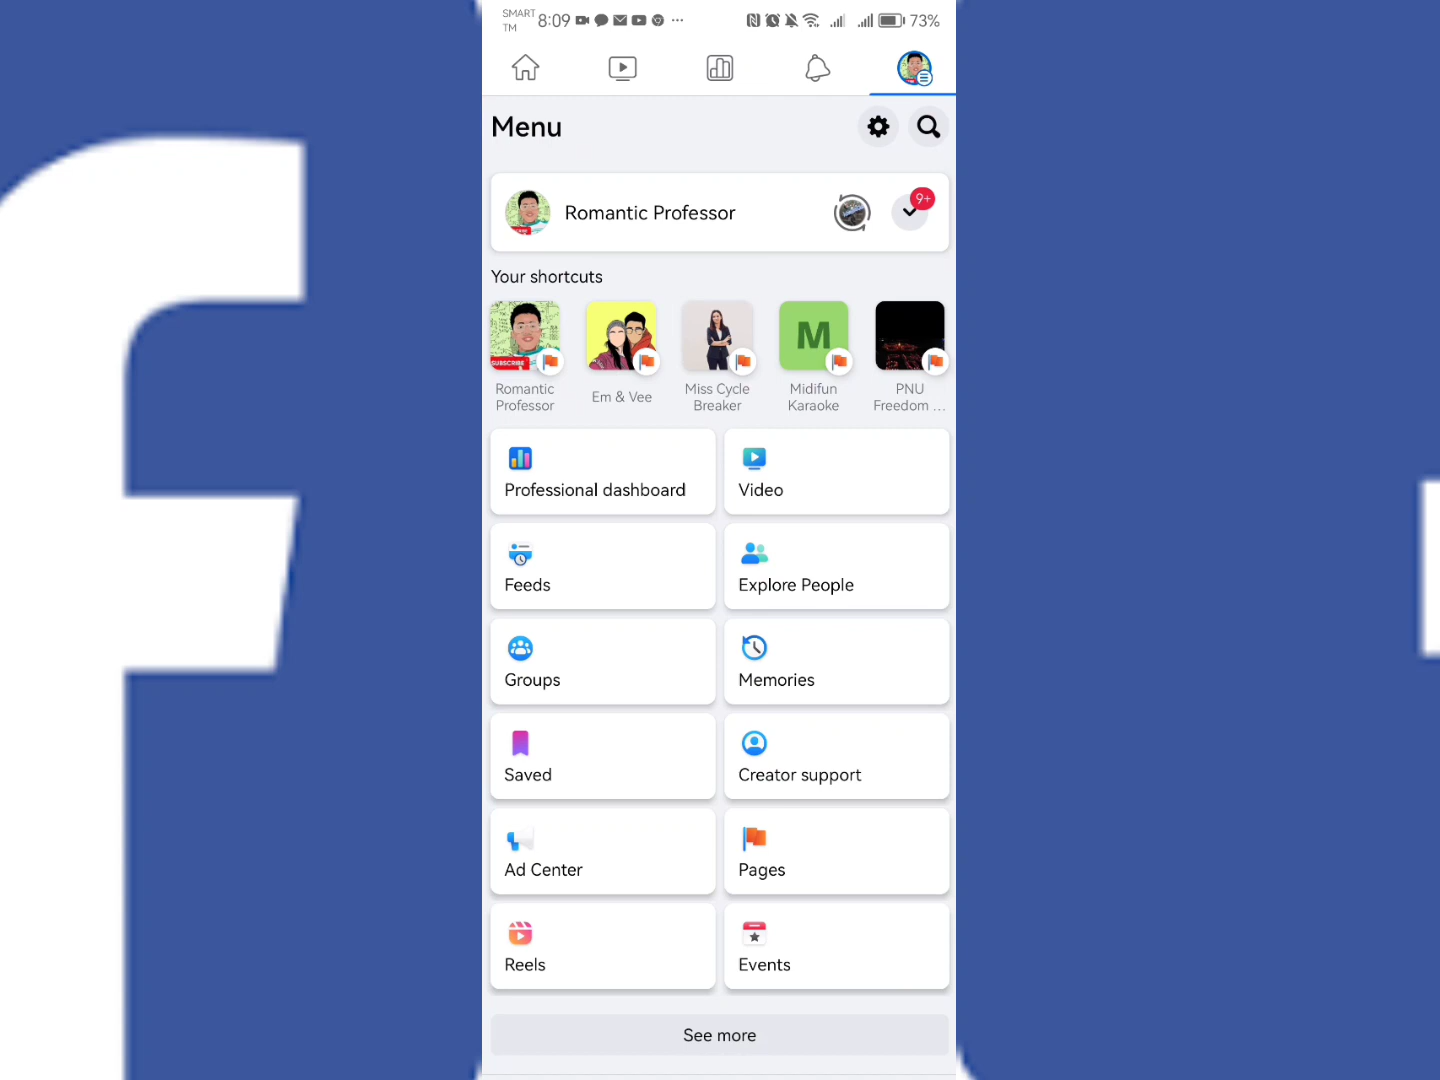 SMART
TM
8:09
73%
Menu
Romantic Professor
9+
Your shortcuts
SUBSCRIBE
M
Romantic
Professor
Em & Vee
Miss Cycle
Breaker
Midifun
Karaoke
PNU
Freedom ...
Professional dashboard
Video
Feeds
Explore People
Groups
Memories
Saved
Creator support
Ad Center
Pages
Reels
Events
See more